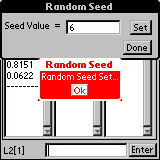 Random Seed
Seed Value = 6 Set
Done
0.8151
0.0622
--------
Random Seed
Random Seed Set...
Ok
L2[1] Enter